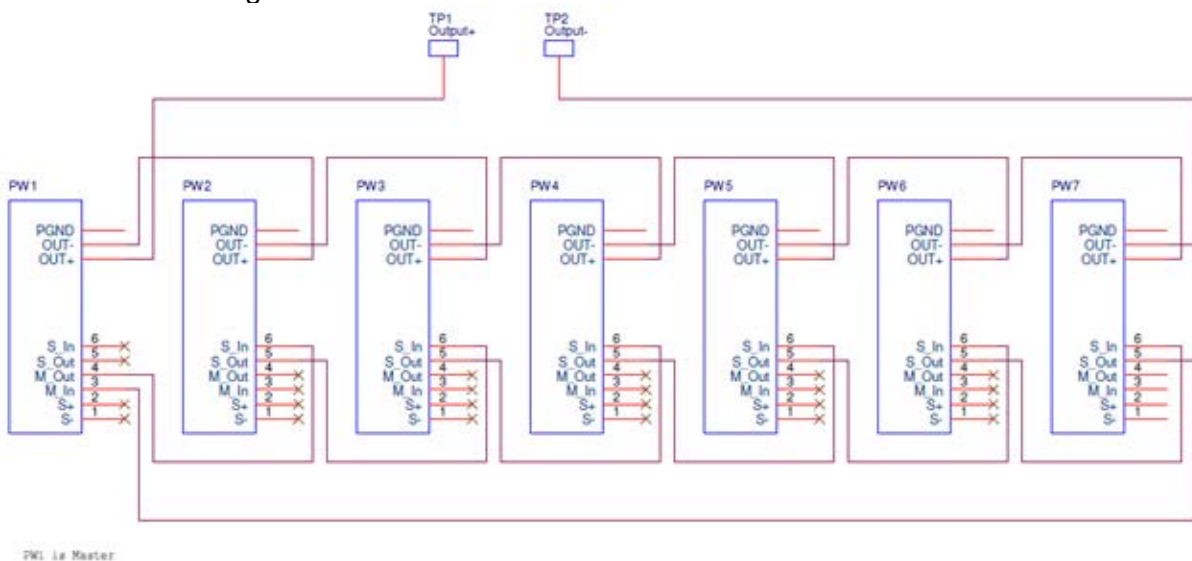 TP1
Output+
TP2
Output-
PW1
PGND
OUT-
OUT+
S_In 6
S_Out 5
M_Out 4
M_In 3
S+ 2
S- 1
PW2
PGND
OUT-
OUT+
S_In 6
S_Out 5
M_Out 4
M_In 3
S+ 2
S- 1
PW3
PGND
OUT-
OUT+
S_In 6
S_Out 5
M_Out 4
M_In 3
S+ 2
S- 1
PW4
PGND
OUT-
OUT+
S_In 6
S_Out 5
M_Out 4
M_In 3
S+ 2
S- 1
PW5
PGND
OUT-
OUT+
S_In 6
S_Out 5
M_Out 4
M_In 3
S+ 2
S- 1
PW6
PGND
OUT-
OUT+
S_In 6
S_Out 5
M_Out 4
M_In 3
S+ 2
S- 1
PW7
PGND
OUT-
OUT+
S_In 6
S_Out 5
M_Out 4
M_In 3
S+ 2
S- 1
PW1 is Master